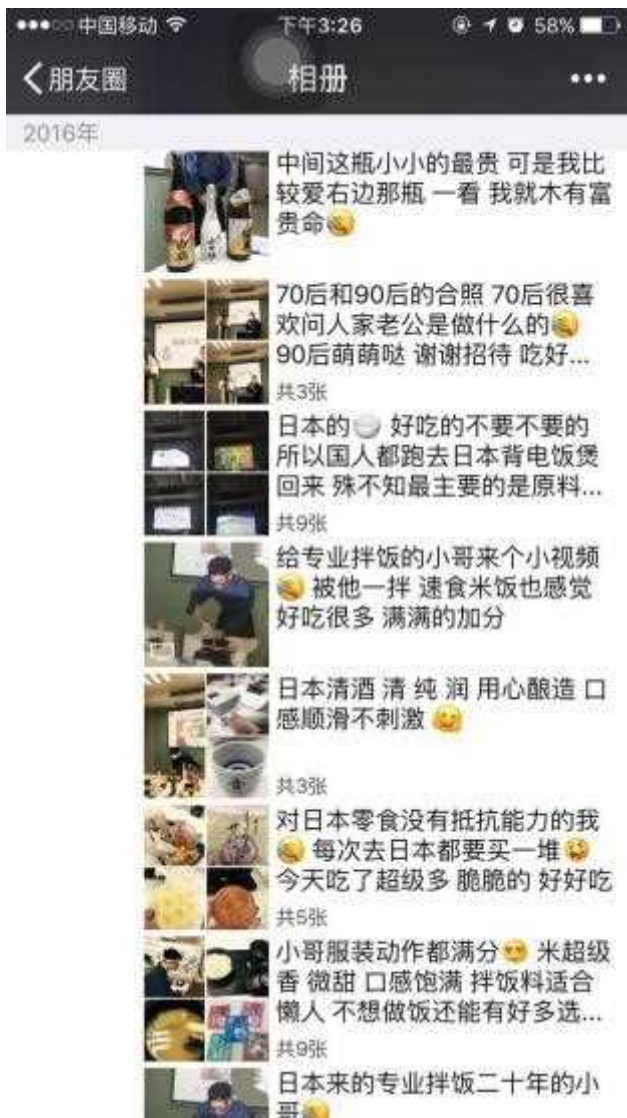 中国移动 下午3:26 58%
朋友圈 相册
2016年
中间这瓶小小的最贵 可是我比
较爱右边那瓶 一看 我就木有富
贵命
70后和90后的合照 70后很喜
欢问人家老公是做什么的
90后萌萌哒 谢谢招待 吃好...
共3张
日本的🍚 好吃的不要不要的
所以国人都跑去日本背电饭煲
回来 殊不知最主要的是原料...
共9张
给专业拌饭的小哥来个小视频
被他一拌 速食米饭也感觉
好吃很多 满满的加分
日本清酒 清 纯 润 用心酿造 口
感顺滑不刺激
共3张
对日本零食没有抵抗能力的我
每次去日本都要买一堆
今天吃了超级多 脆脆的 好好吃
共5张
小哥服装动作都满分 米超级
香 微甜 口感饱满 拌饭料适合
懒人 不想做饭还能有好多选...
共9张
日本来的专业拌饭二十年的小
哥